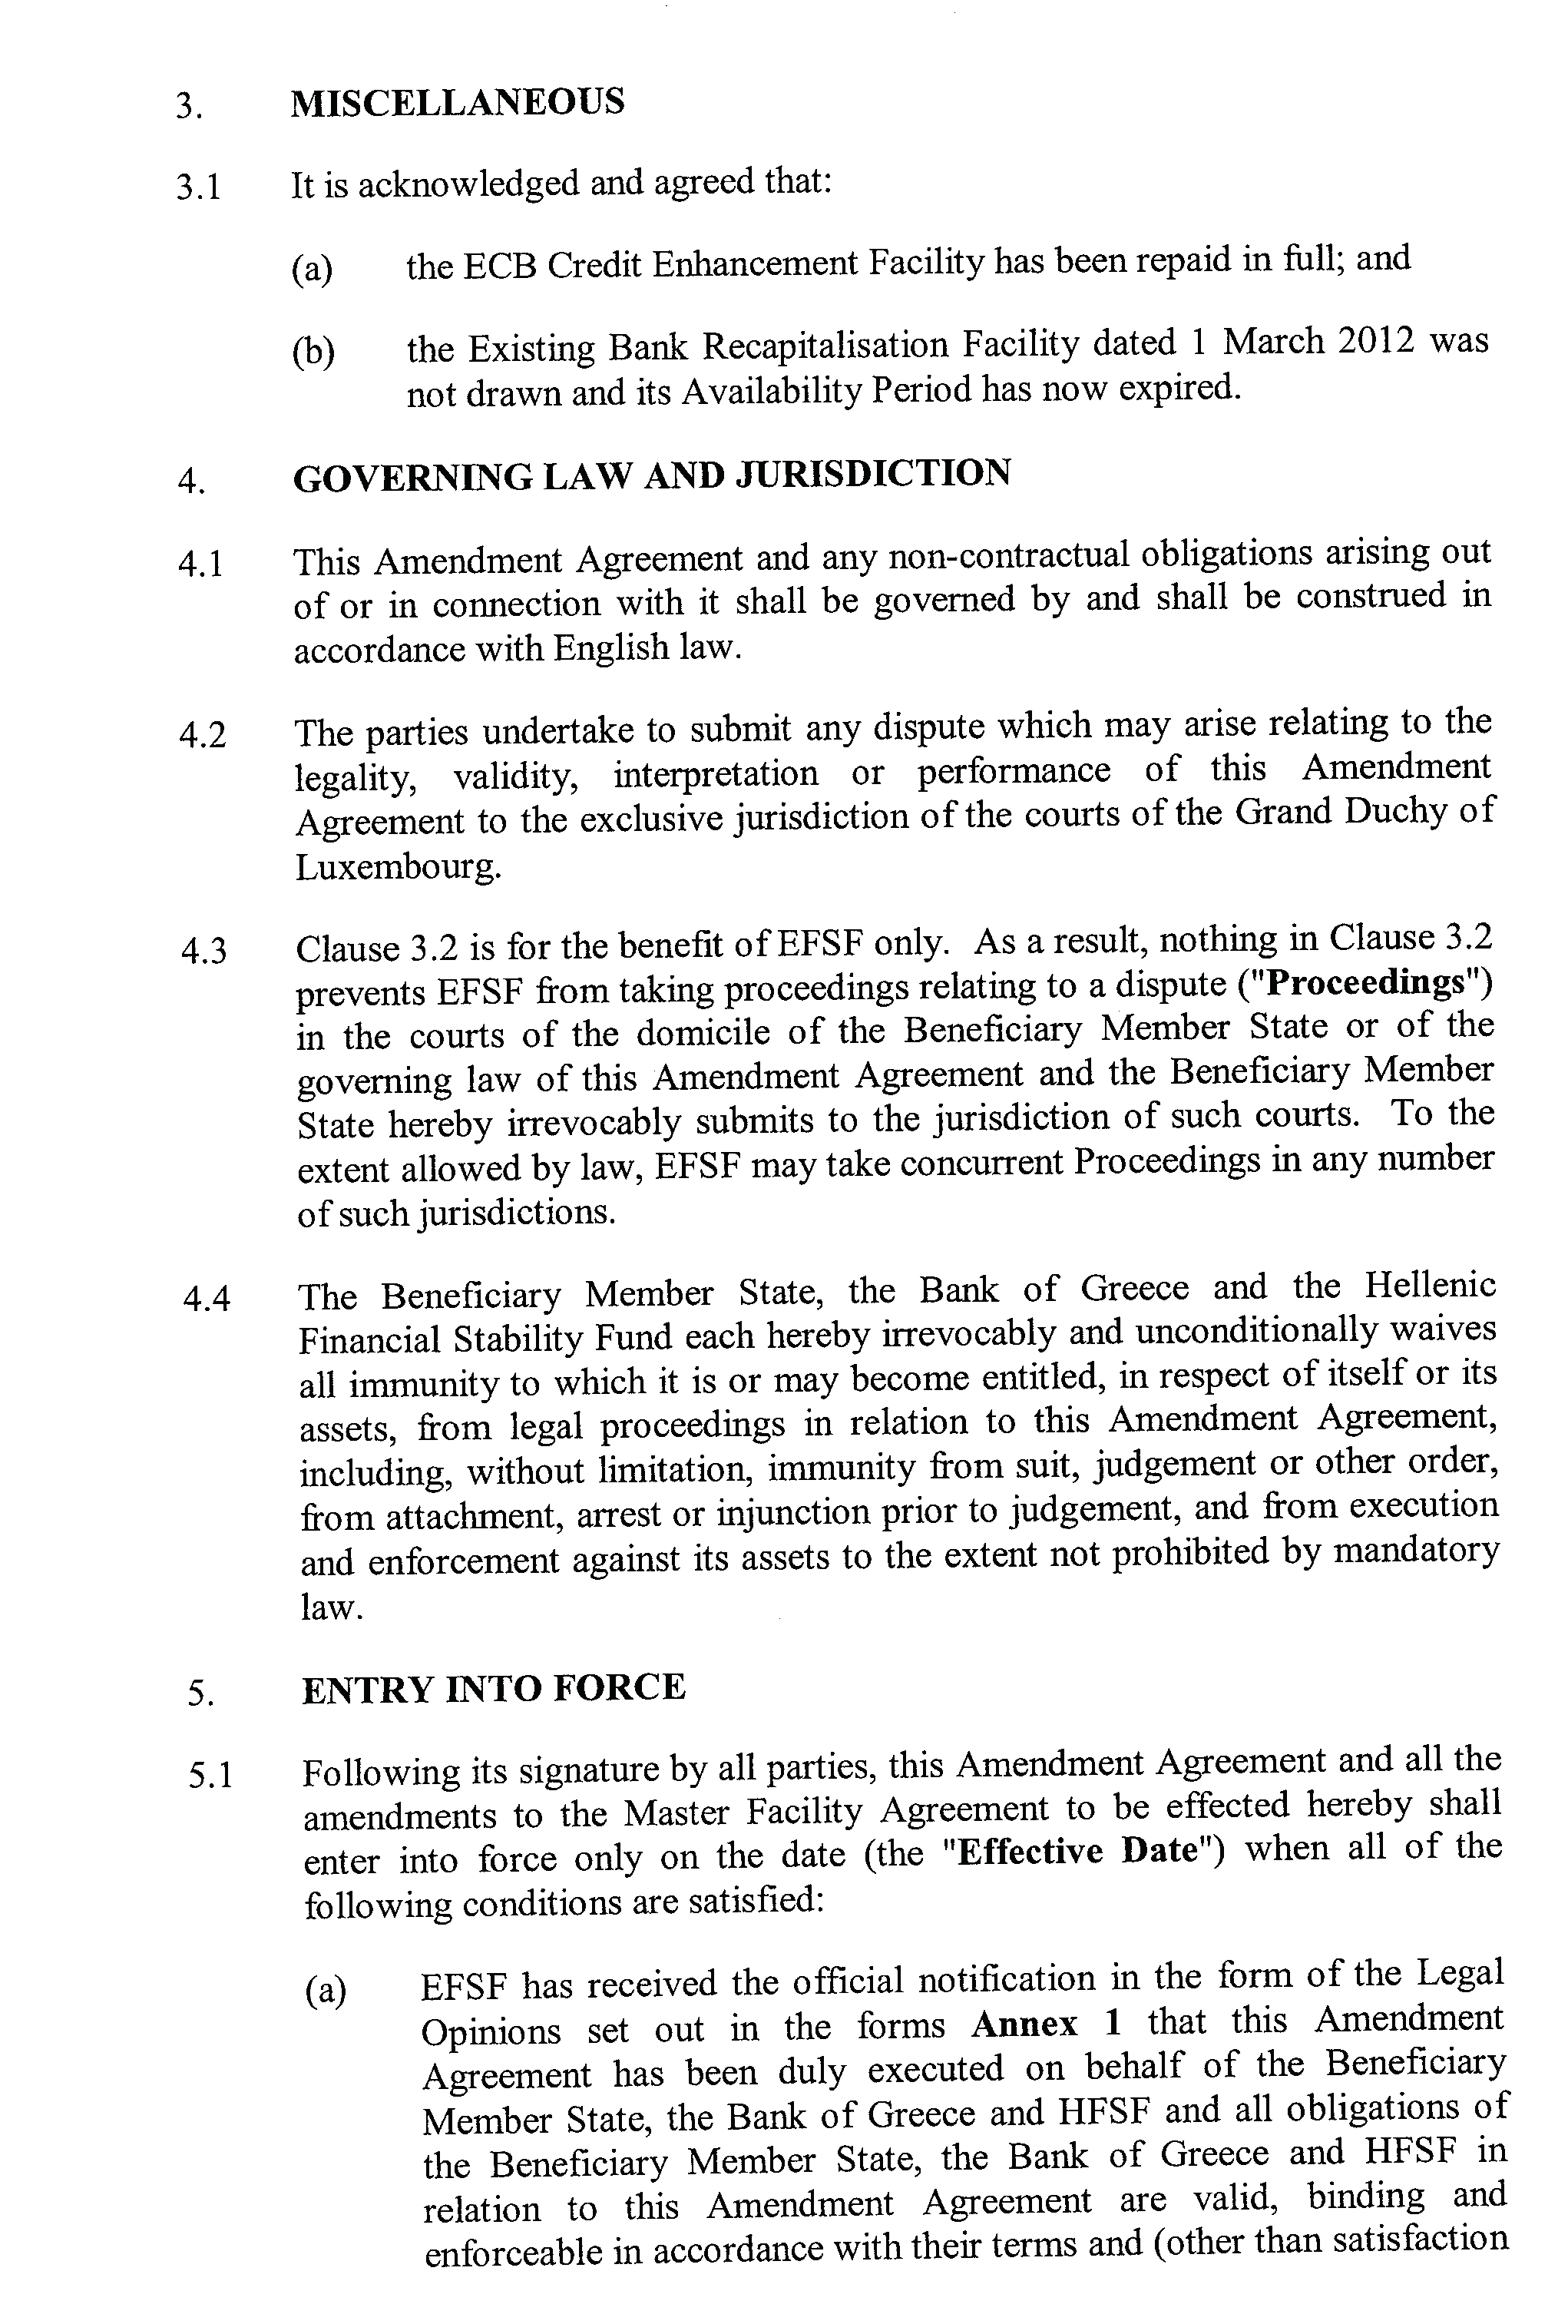 3. MISCELLANEOUS
3.1 It is acknowledged and agreed that:
(a) the ECB Credit Enhancement Facility has been repaid in full; and
(b) the Existing Bank Recapitalisation Facility dated 1 March 2012 was
not drawn and its Availability Period has now expired.
4. GOVERNING LAW AND JURISDICTION
4.1 This Amendment Agreement and any non-contractual obligations arising out
of or in connection with it shall be governed by and shall be construed in
accordance with English law.
4.2 The parties undertake to submit any dispute which may arise relating to the
legality, validity, interpretation or performance of this Amendment
Agreement to the exclusive jurisdiction of the courts of the Grand Duchy of
Luxembourg.
4.3 Clause 3.2 is for the benefit of EFSF only. As a result, nothing in Clause 3.2
prevents EFSF from taking proceedings relating to a dispute ("Proceedings")
in the courts of the domicile of the Beneficiary Member State or of the
governing law of this Amendment Agreement and the Beneficiary Member
State hereby irrevocably submits to the jurisdiction of such courts. To the
extent allowed by law, EFSF may take concurrent Proceedings in any number
of such jurisdictions.
4.4 The Beneficiary Member State, the Bank of Greece and the Hellenic
Financial Stability Fund each hereby irrevocably and unconditionally waives
all immunity to which it is or may become entitled, in respect of itself or its
assets, from legal proceedings in relation to this Amendment Agreement,
including, without limitation, immunity from suit, judgement or other order,
from attachment, arrest or injunction prior to judgement, and from execution
and enforcement against its assets to the extent not prohibited by mandatory
law.
5. ENTRY INTO FORCE
5.1 Following its signature by all parties, this Amendment Agreement and all the
amendments to the Master Facility Agreement to be effected hereby shall
enter into force only on the date (the "Effective Date") when all of the
following conditions are satisfied:
(a) EFSF has received the official notification in the form of the Legal
Opinions set out in the forms Annex 1 that this Amendment
Agreement has been duly executed on behalf of the Beneficiary
Member State, the Bank of Greece and HFSF and all obligations of
the Beneficiary Member State, the Bank of Greece and HFSF in
relation to this Amendment Agreement are valid, binding and
enforceable in accordance with their terms and (other than satisfaction